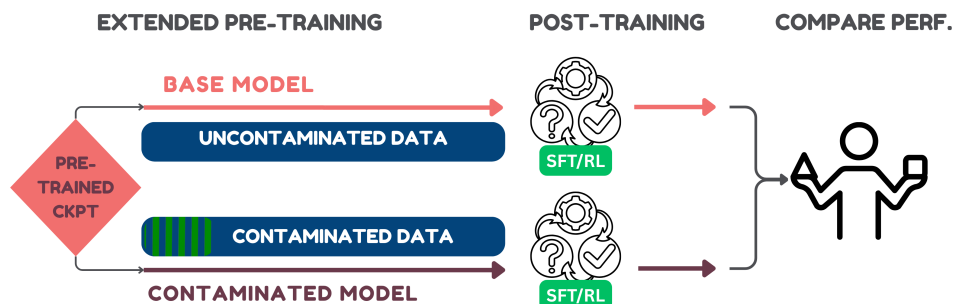 EXTENDED PRE-TRAINING
POST-TRAINING
COMPARE PERF.
BASE MODEL
UNCONTAMINATED DATA
SFT/RL
PRE-
TRAINED
CKPT
CONTAMINATED DATA
SFT/RL
CONTAMINATED MODEL